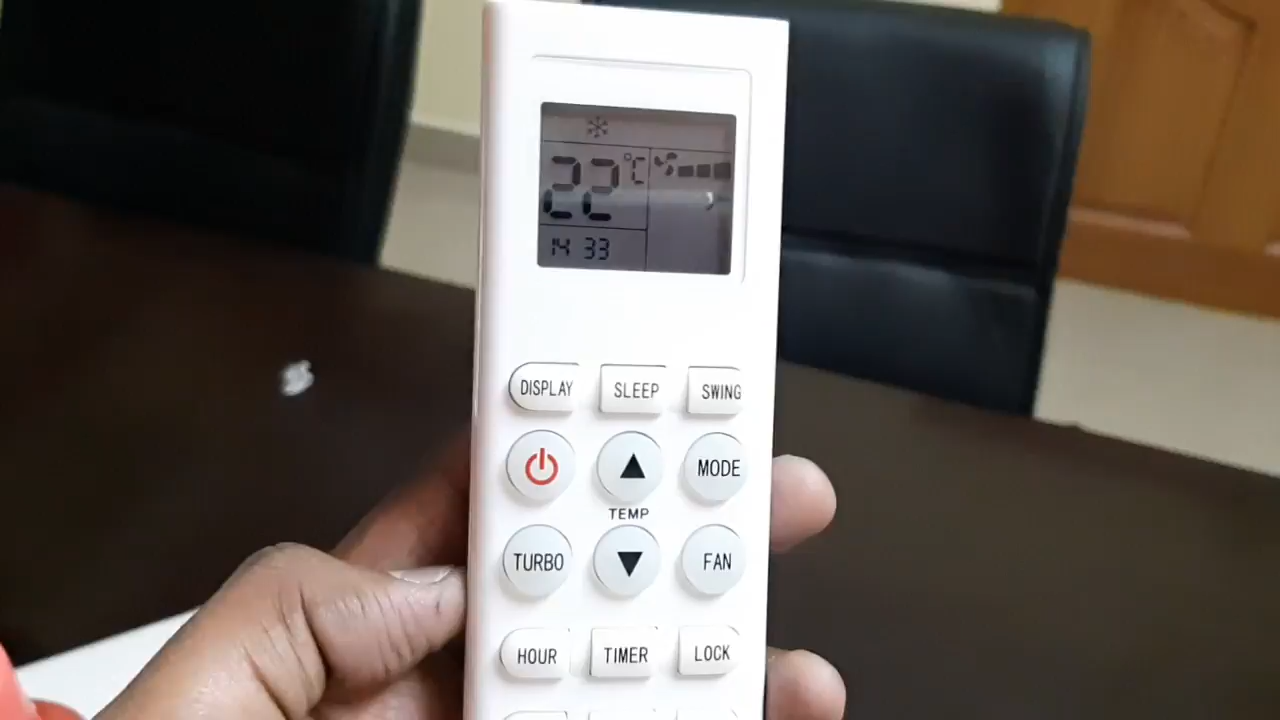 22°C
14 33
DISPLAY SLEEP SWING
MODE
TEMP
TURBO FAN
HOUR TIMER LOCK